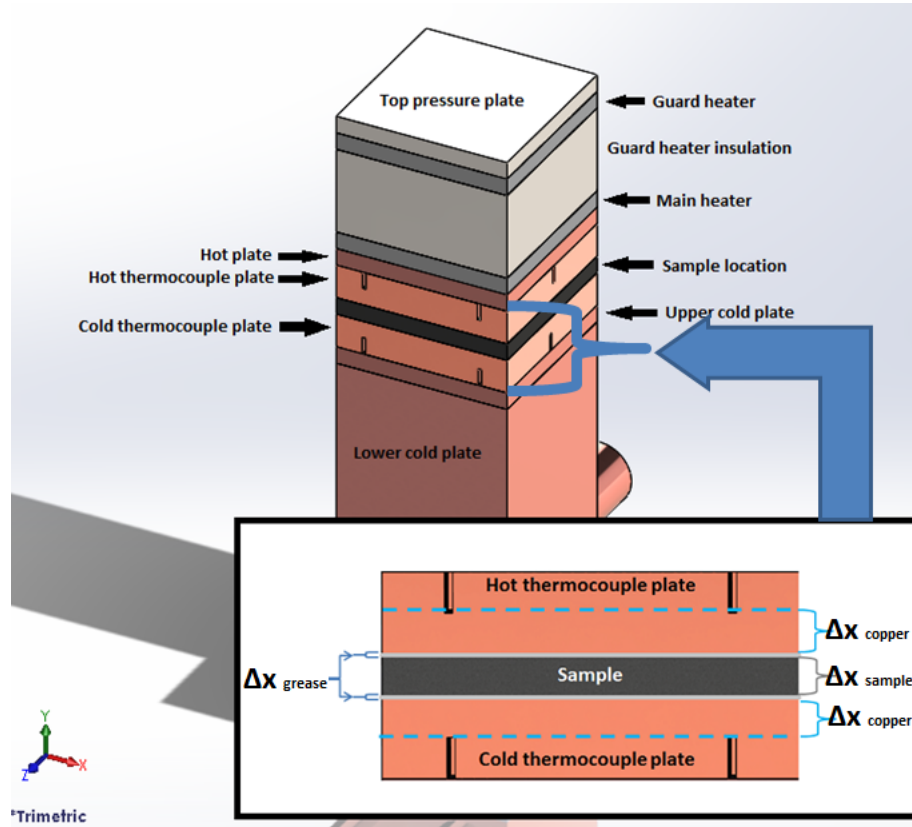 Top pressure plate
Guard heater
Guard heater insulation
Main heater
Hot plate
Hot thermocouple plate
Sample location
Cold thermocouple plate
Upper cold plate
Lower cold plate
Hot thermocouple plate
Δx copper
Δx grease
Sample
Δx sample
Δx copper
Cold thermocouple plate
Y
X
Z
*Trimetric